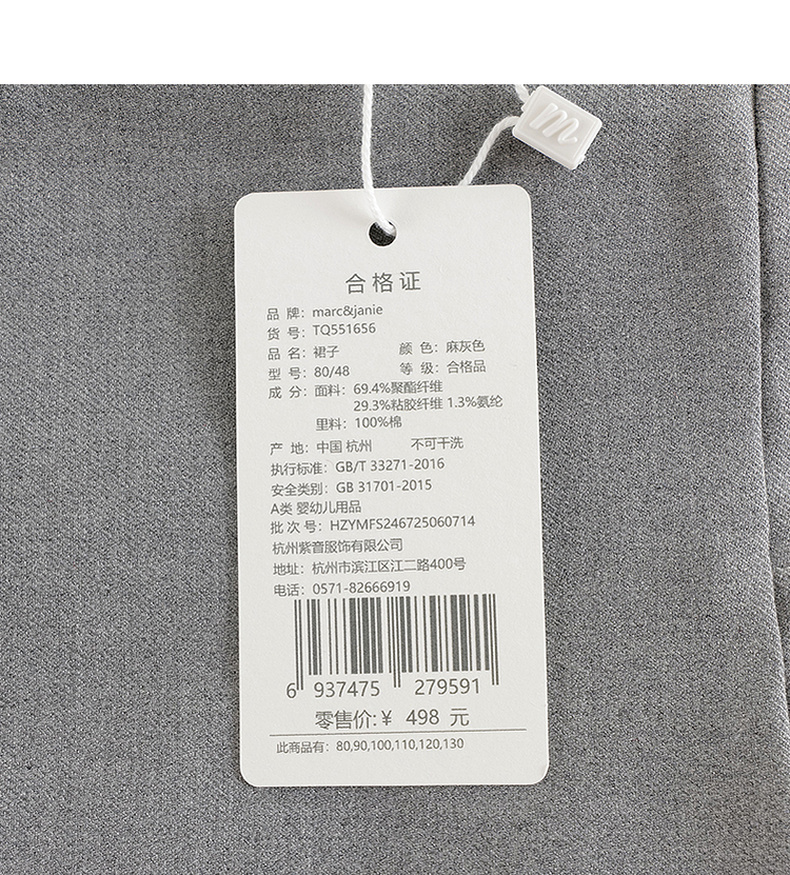 m
合格证
品 牌：marc&janie
货 号：TQ551656
品 名：裙子 颜 色：麻灰色
型 号：80/48 等 级：合格品
成 分：面料：69.4%聚酯纤维
29.3%粘胶纤维 1.3%氨纶
里料：100%棉
产 地：中国 杭州 不可干洗
执行标准：GB/T 33271-2016
安全类别：GB 31701-2015
A类 婴幼儿用品
批 次 号：HZYMFS246725060714
杭州紫音服饰有限公司
地址：杭州市滨江区江二路400号
电话：0571-82666919
6 937475 279591
零售价:￥ 498 元
此商品有：80,90,100,110,120,130